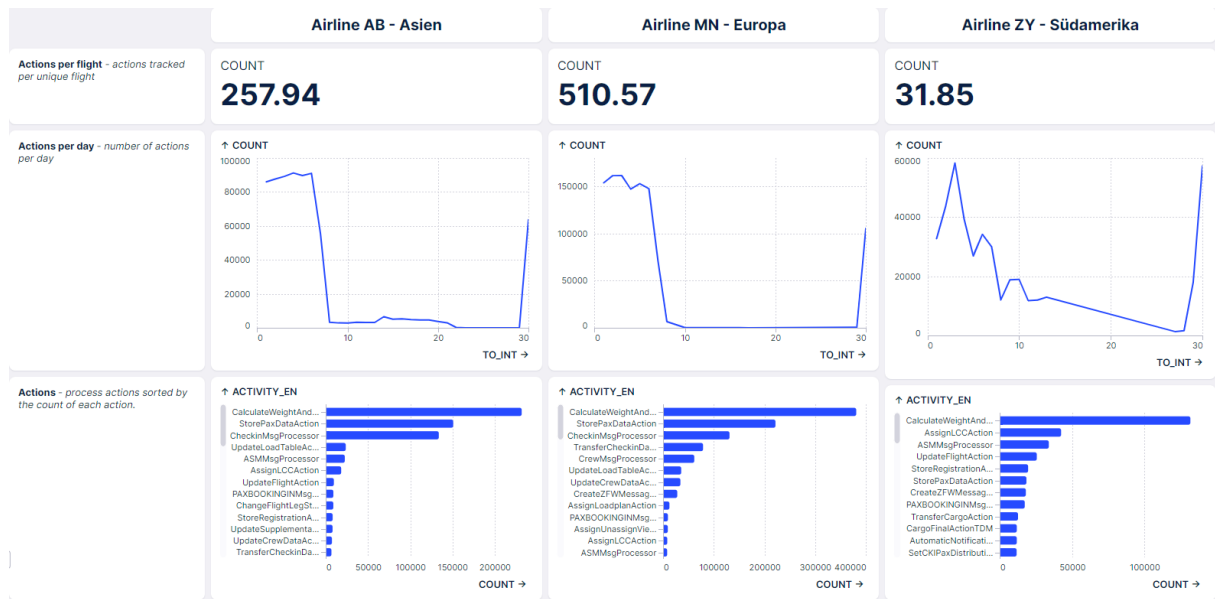 Airline AB - Asien
Airline MN - Europa
Airline ZY - Südamerika
Actions per flight - actions tracked
per unique flight
COUNT
257.94
COUNT
510.57
COUNT
31.85
Actions per day - number of actions
per day
↑ COUNT
100000
80000
60000
40000
20000
0
0 10 20 30
TO_INT →
↑ COUNT
150000
100000
50000
0
0 10 20 30
TO_INT →
↑ COUNT
60000
40000
20000
0
0 10 20 30
TO_INT →
Actions - process actions sorted by
the count of each action.
↑ ACTIVITY_EN
CalculateWeightAnd...
StorePaxDataAction
CheckinMsgProcessor
UpdateLoadTableAc...
ASMMsgProcessor
AssignLCCAction
UpdateFlightAction
PAXBOOKINGINMsg...
ChangeFlightLegSt...
StoreRegistrationA...
UpdateSupplementa...
UpdateCrewDataAc...
TransferCheckinDa...
0 50000 100000 150000 200000
COUNT →
↑ ACTIVITY_EN
CalculateWeightAnd...
StorePaxDataAction
CheckinMsgProcessor
TransferCheckinDa...
CrewMsgProcessor
UpdateLoadTableAc...
UpdateCrewDataAc...
CreateZFWMessag...
AssignLoadplanAction
PAXBOOKINGINMsg...
AssignUnassignVie...
AssignLCCAction
ASMMsgProcessor
0 100000 200000 300000 400000
COUNT →
↑ ACTIVITY_EN
CalculateWeightAnd...
AssignLCCAction
ASMMsgProcessor
UpdateFlightAction
StoreRegistrationA...
StorePaxDataAction
CreateZFWMessag...
PAXBOOKINGINMsg...
TransferCargoAction
CargoFinalActionTDM
AutomaticNotificati...
SetCKIPaxDistributi...
0 50000 100000
COUNT →